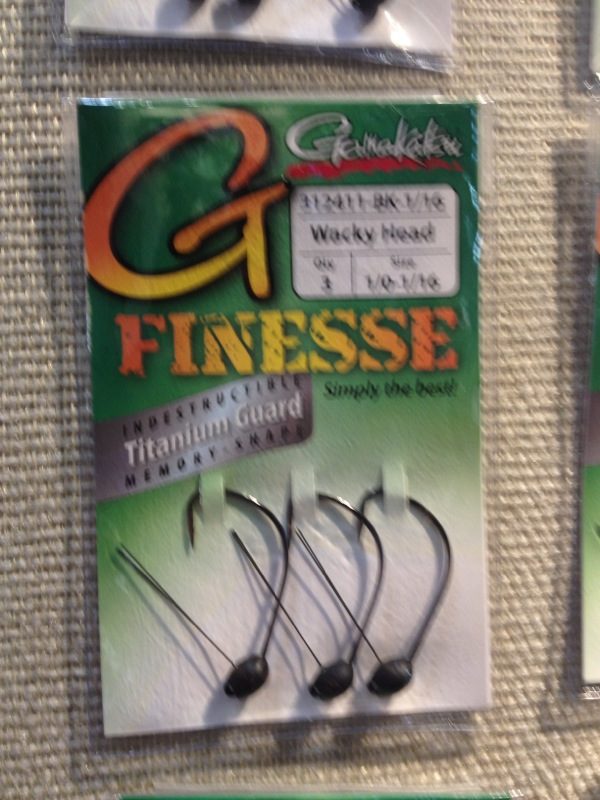 G
Gamakatsu
312411-BK-1/16
Wacky Head
Qty Size
3 1/0-1/16
FINESSE
Simply the best!
INDESTRUCTIBLE
Titanium Guard
MEMORY-SHAPE